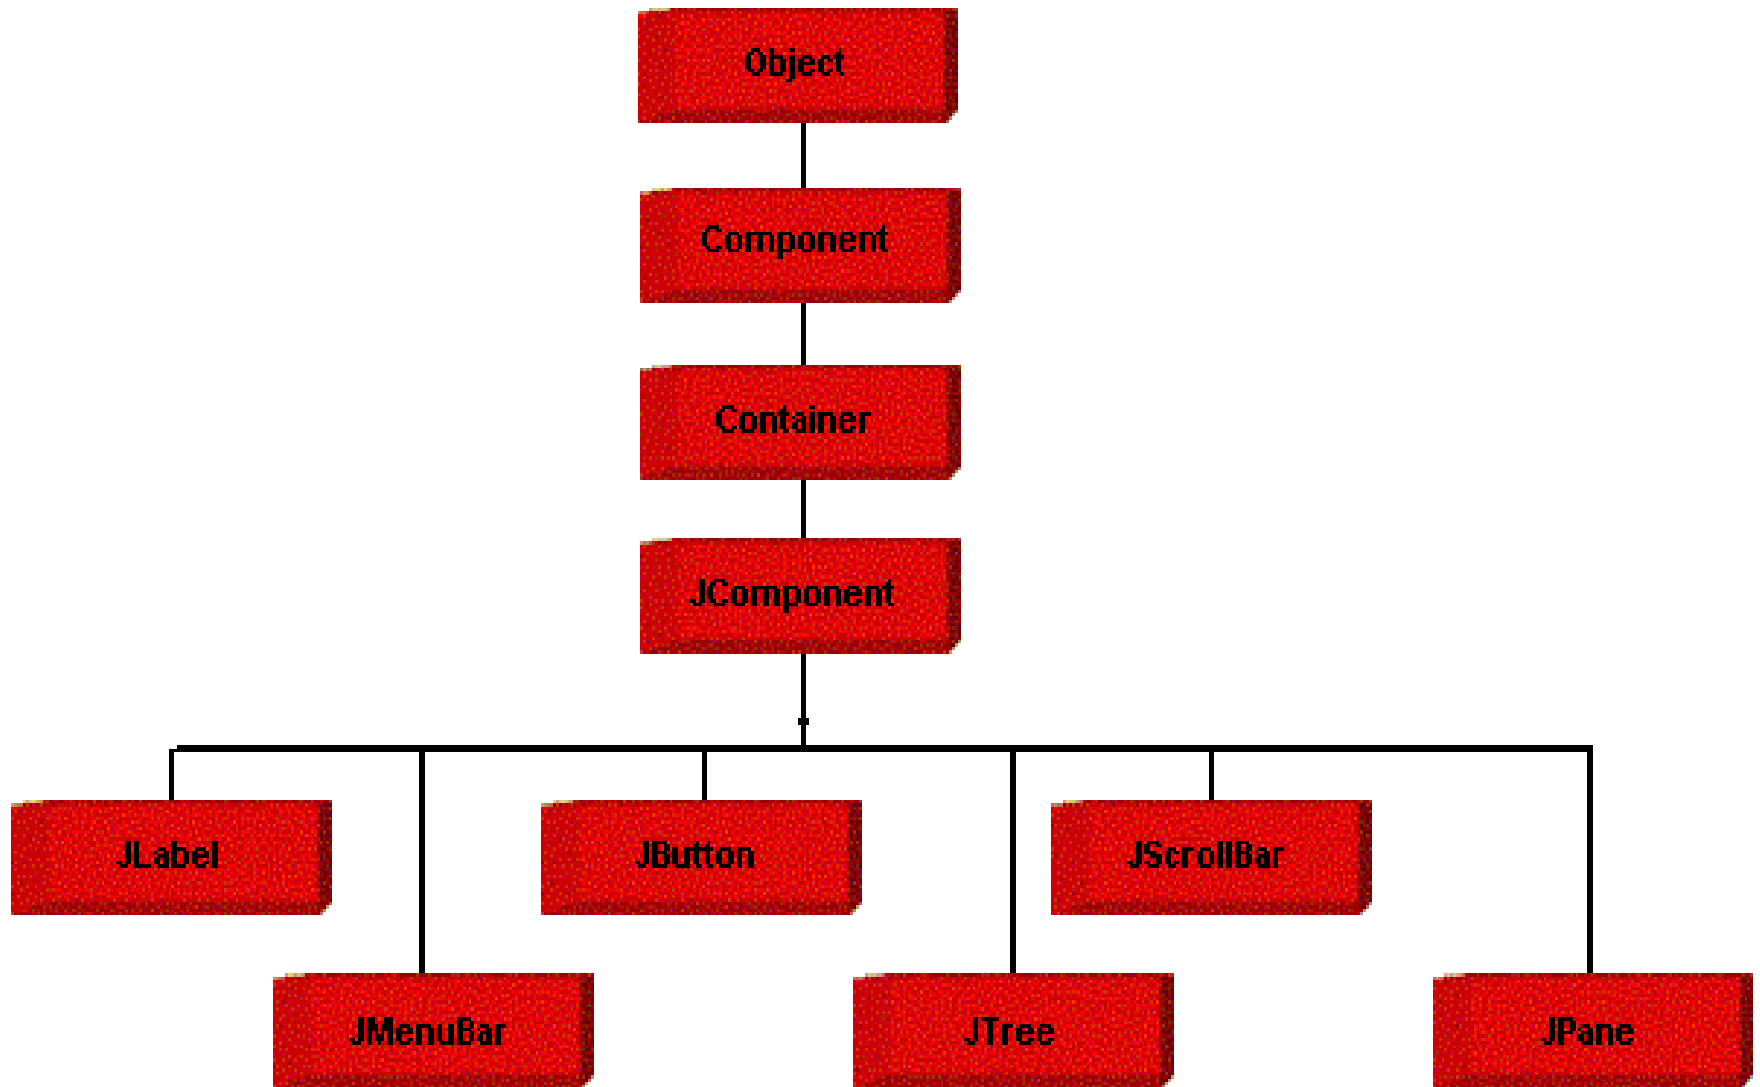 Object
Component
Container
JComponent
JLabel
JButton
JScrollBar
JMenuBar
JTree
JPane